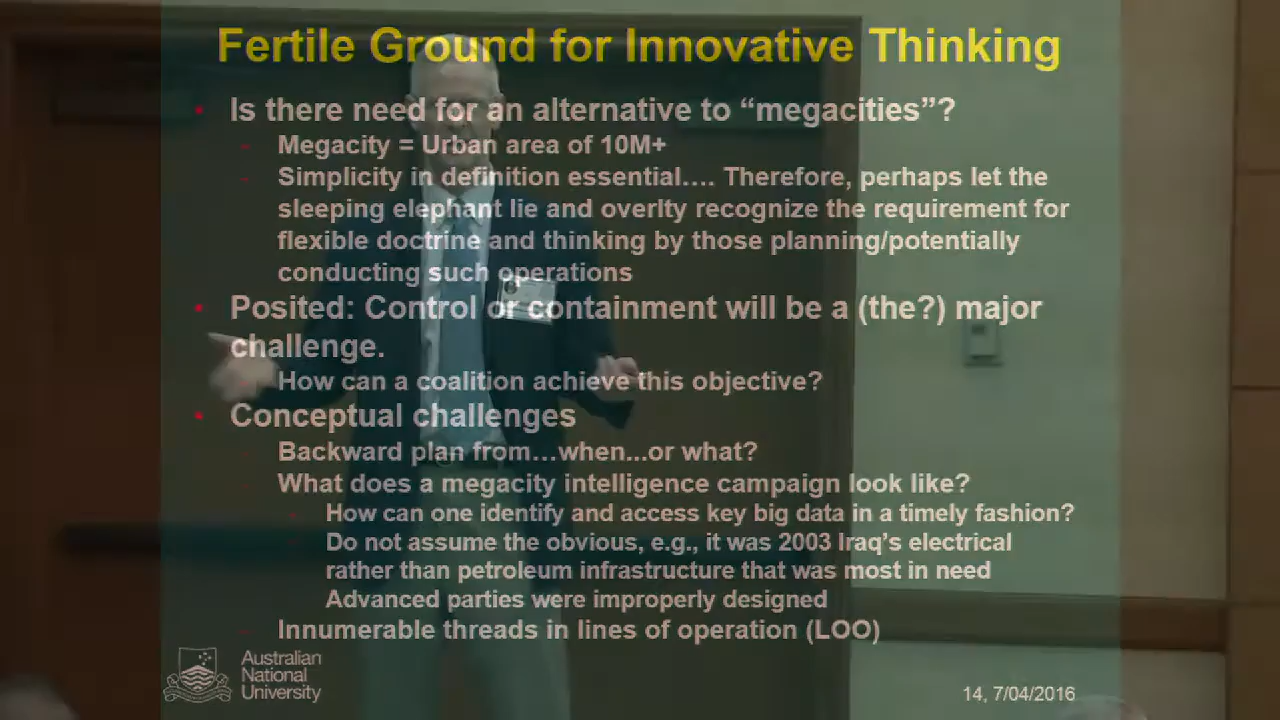 Fertile Ground for Innovative Thinking
• Is there need for an alternative to “megacities”?
- Megacity = Urban area of 10M+
- Simplicity in definition essential…. Therefore, perhaps let the
sleeping elephant lie and overlty recognize the requirement for
flexible doctrine and thinking by those planning/potentially
conducting such operations
• Posited: Control or containment will be a (the?) major
challenge.
- How can a coalition achieve this objective?
• Conceptual challenges
- Backward plan from…when...or what?
- What does a megacity intelligence campaign look like?
- How can one identify and access key big data in a timely fashion?
- Do not assume the obvious, e.g., it was 2003 Iraq’s electrical
rather than petroleum infrastructure that was most in need
- Advanced parties were improperly designed
- Innumerable threads in lines of operation (LOO)
Australian
National
University
14, 7/04/2016